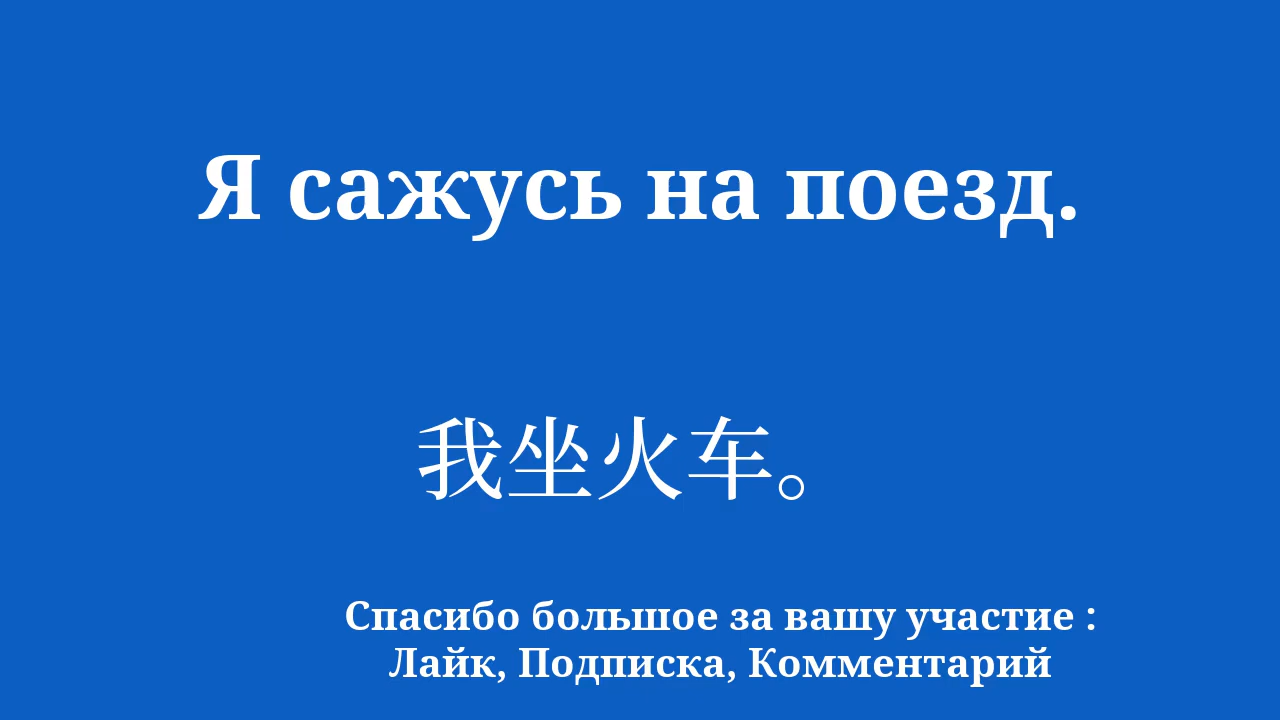 Я сажусь на поезд.
我坐火车。
Спасибо большое за вашу участие :
Лайк, Подписка, Комментарий